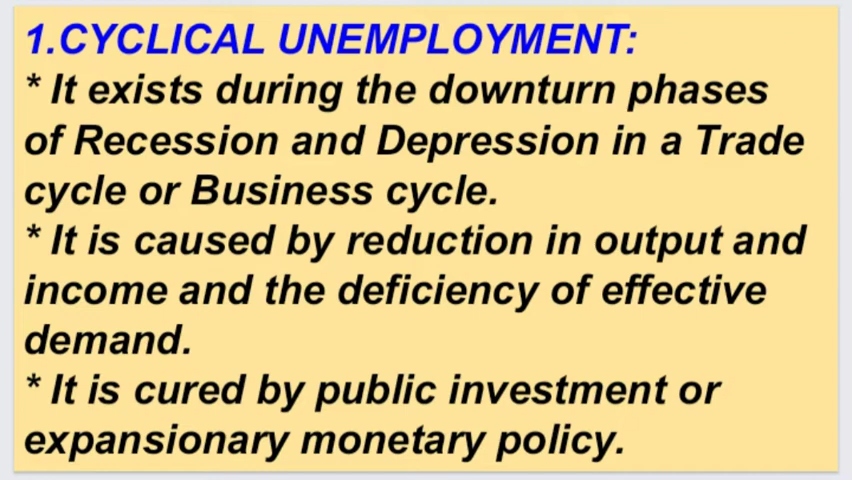 1.CYCLICAL UNEMPLOYMENT:
* It exists during the downturn phases
of Recession and Depression in a Trade
cycle or Business cycle.
* It is caused by reduction in output and
income and the deficiency of effective
demand.
* It is cured by public investment or
expansionary monetary policy.